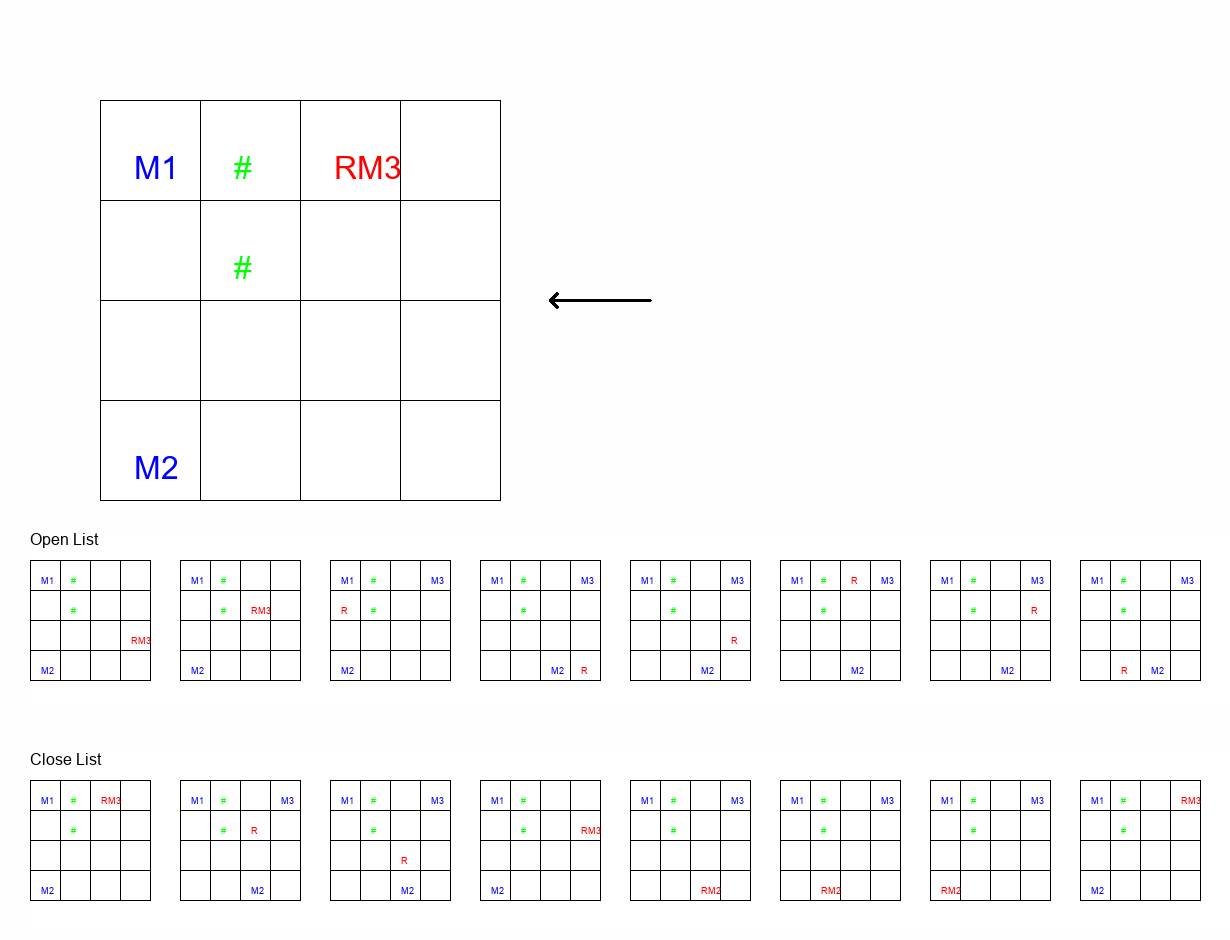 M1 # RM3
#
M2
Open List
M1 # M1 # M1 # M3 M1 # M3 M1 # M3 M1 # R M3 M1 # M3 M1 # M3
# # RM3 R # # # # # R #
RM3 R
M2 M2 M2 M2 R M2 M2 M2 R M2
Close List
M1 # RM3 M1 # M3 M1 # M3 M1 # M1 # M3 M1 # M3 M1 # M3 M1 # RM3
# # R # # RM3 # # # #
R
M2 M2 M2 M2 RM2 RM2 RM2 M2